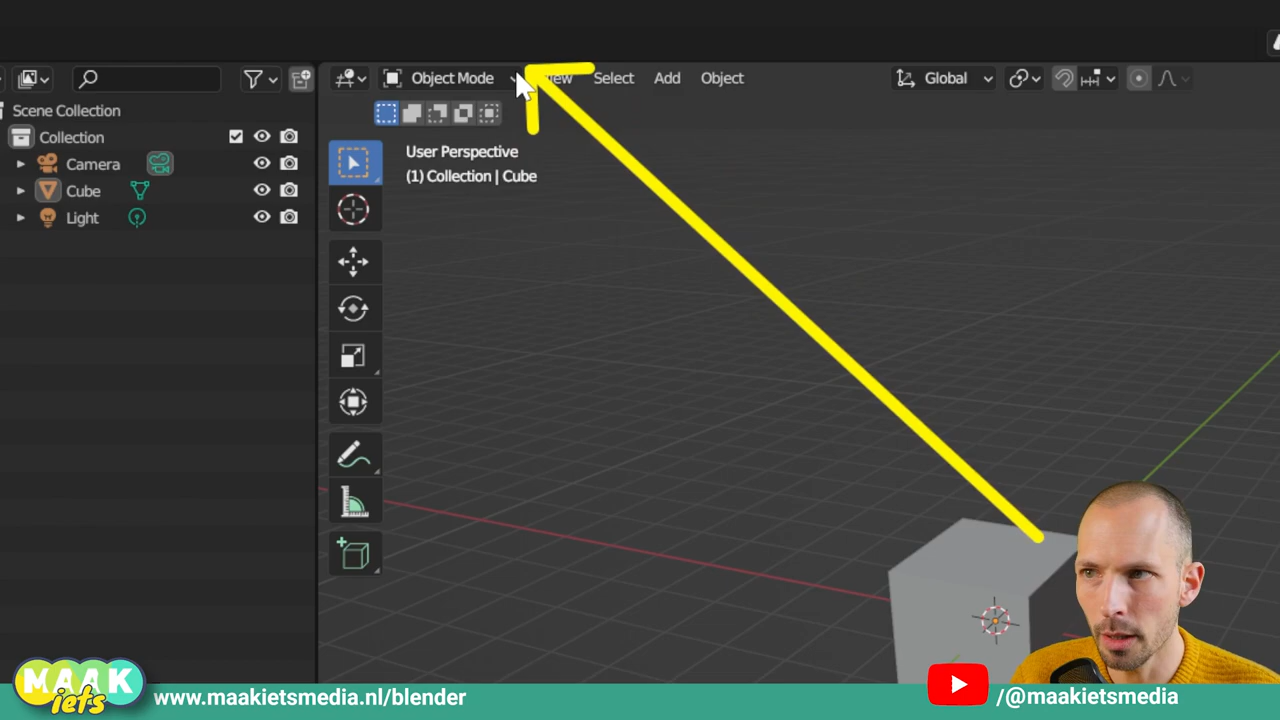 Object Mode
Select
Add
Object
Global
Scene Collection
Collection
Camera
Cube
Light
User Perspective
(1) Collection | Cube
MAAK
iets
www.maakietsmedia.nl/blender
/@maakietsmedia